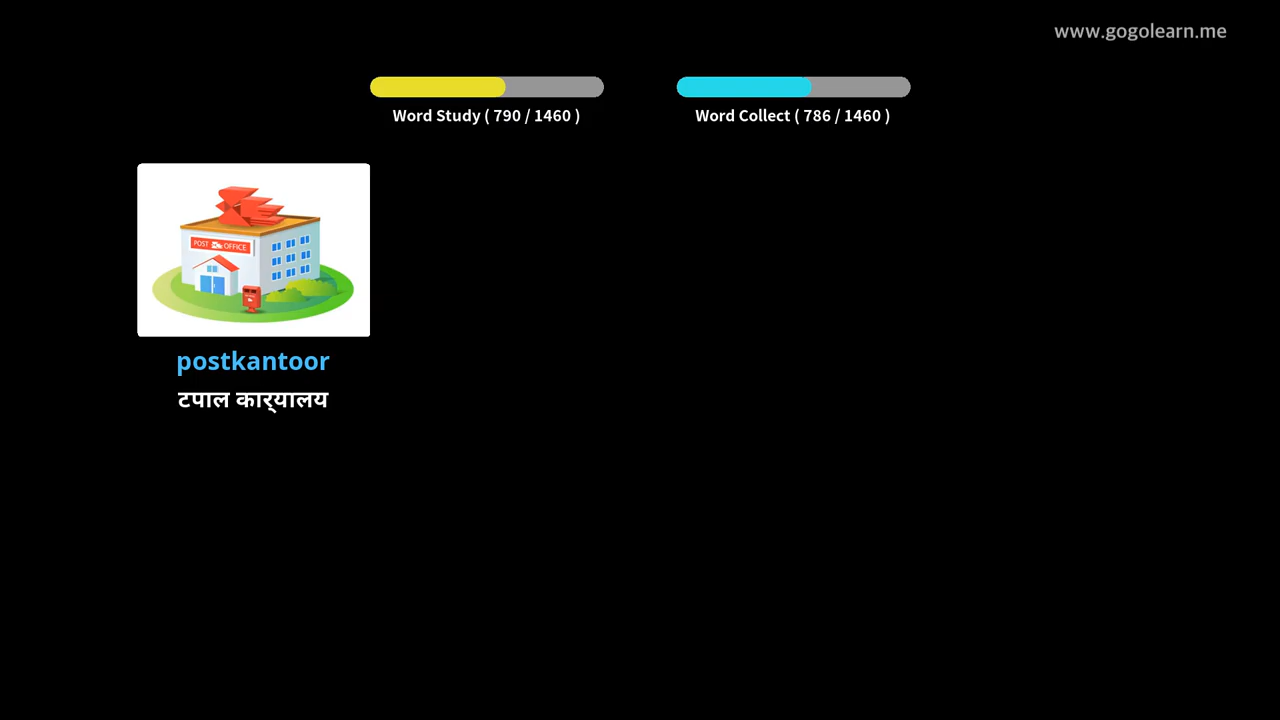 www.gogolearn.me
Word Study ( 790 / 1460 )
Word Collect ( 786 / 1460 )
POST OFFICE
postkantoor
टपाल कार्‍यालय